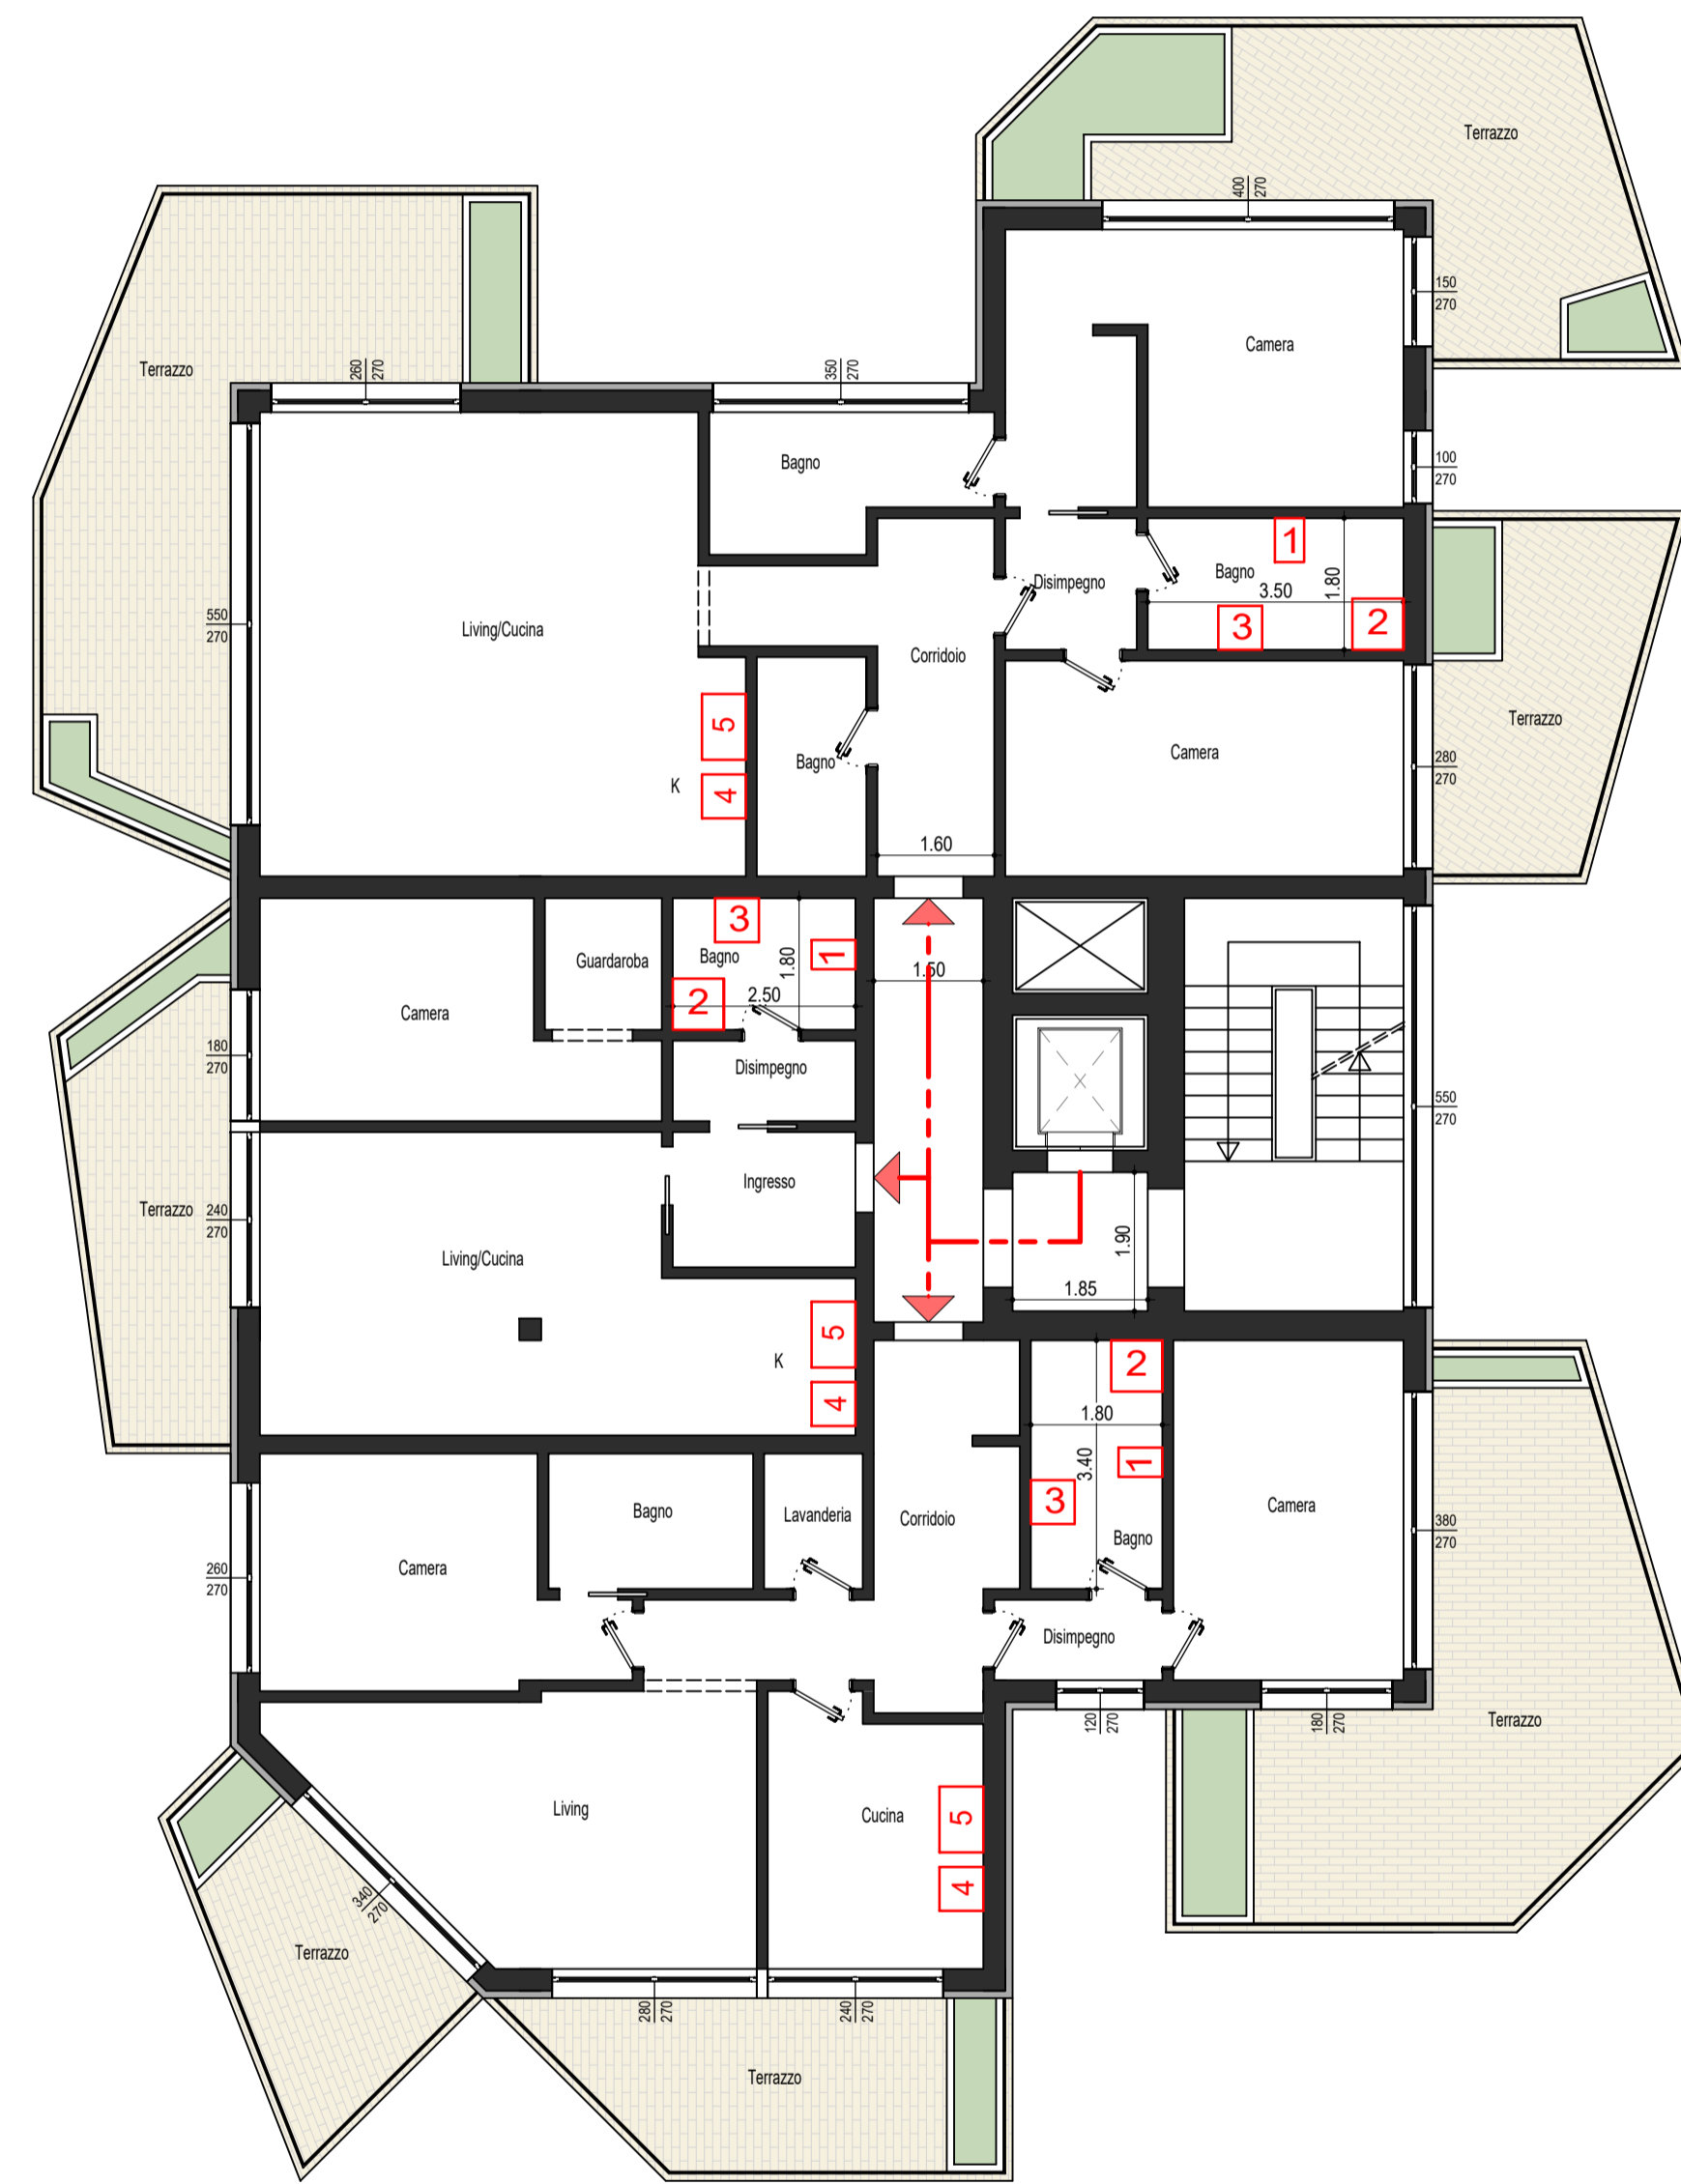 Terrazzo
400
270
150
270
Camera
Terrazzo
260
270
350
270
Bagno
100
270
1
Bagno
3.50
1.80
3
2
Disimpegno
550
270
Living/Cucina
Corridoio
5
K
4
Bagno
Camera
280
270
Terrazzo
1.60
3
Bagno
1.80
1
2
2.50
Guardaroba
1.50
Camera
180
270
Disimpegno
550
270
Terrazzo
240
270
Ingresso
Living/Cucina
1.90
1.85
5
K
4
2
1.80
3.40
1
3
Bagno
Camera
380
270
Bagno
Lavanderia
Corridoio
Camera
260
270
Disimpegno
120
270
180
270
Terrazzo
Living
Cucina
5
4
340
270
Terrazzo
280
270
240
270
Terrazzo